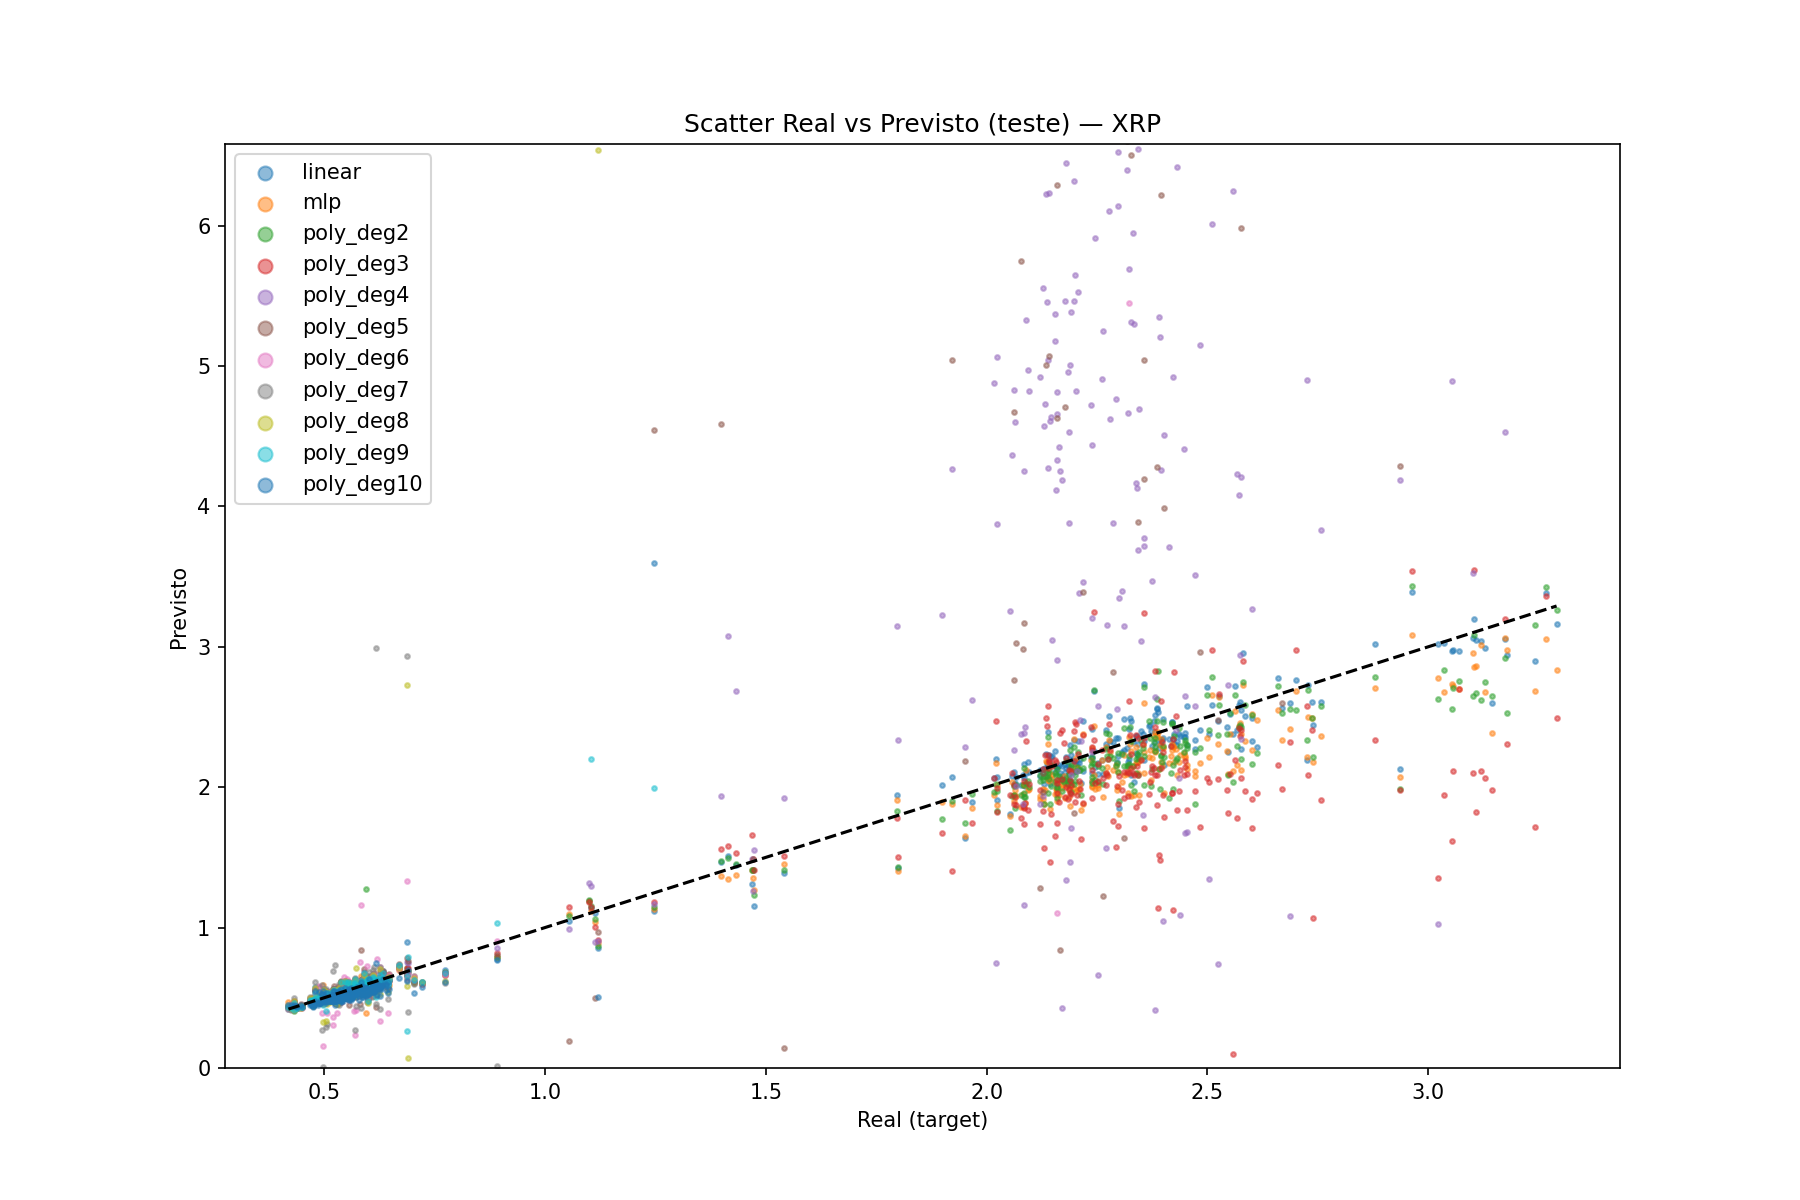 Scatter Real vs Previsto (teste) — XRP
linear
mlp
poly_deg2
poly_deg3
poly_deg4
poly_deg5
poly_deg6
poly_deg7
poly_deg8
poly_deg9
poly_deg10
Previsto
6
5
4
3
2
1
0
0.5
1.0
1.5
2.0
2.5
3.0
Real (target)